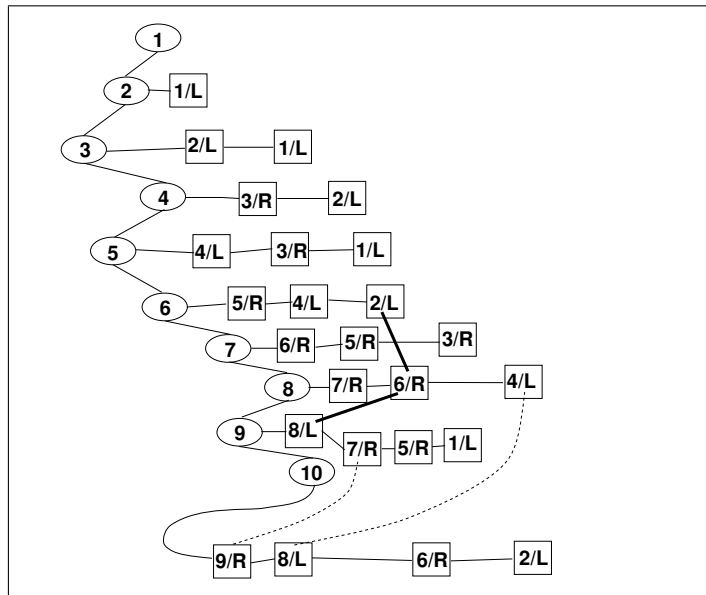 1
2 1/L
3 2/L 1/L
4 3/R 2/L
5 4/L 3/R 1/L
6 5/R 4/L 2/L
7 6/R 5/R 3/R
8 7/R 6/R 4/L
9 8/L 7/R 5/R 1/L
10
9/R 8/L 6/R 2/L